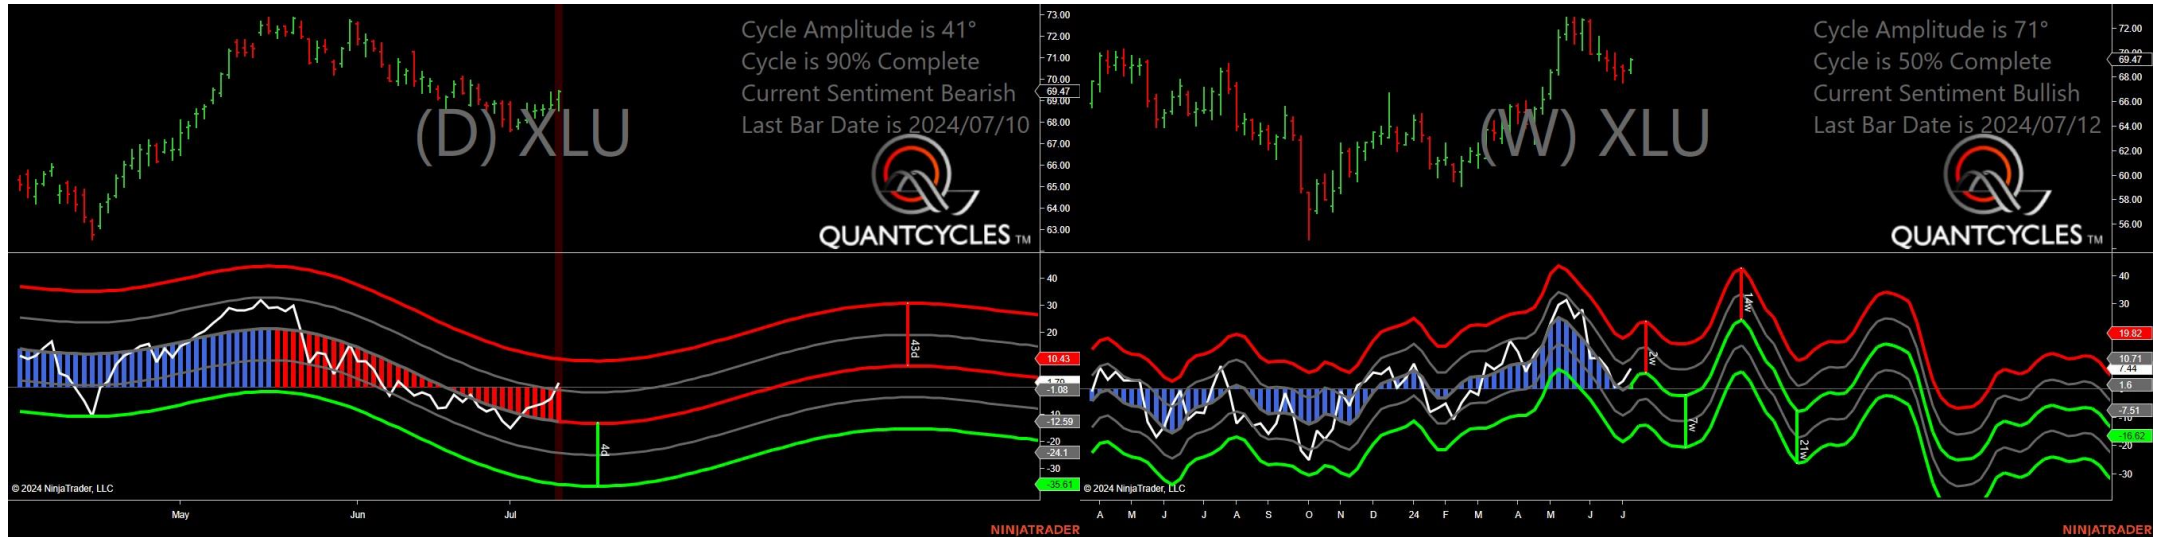 Cycle Amplitude is 41°
Cycle is 90% Complete
Current Sentiment Bearish
Last Bar Date is 2024/07/10
(D) XLU
QUANTCYCLES TM
73.00
72.00
71.00
70.00
69.47
69.00
68.00
67.00
66.00
65.00
64.00
63.00
40
30
20
10.43
-1.08
-10
-12.59
-20
-24.1
-30
-35.61
43d
4d
© 2024 NinjaTrader, LLC
May
Jun
Jul
NINJATRADER
Cycle Amplitude is 71°
Cycle is 50% Complete
Current Sentiment Bullish
Last Bar Date is 2024/07/12
(W) XLU
QUANTCYCLES TM
72.00
69.47
68.00
66.00
64.00
62.00
60.00
58.00
56.00
40
30
19.82
10.71
7.44
1.6
-7.51
-16.62
-20
-30
2w
7w
14w
21w
© 2024 NinjaTrader, LLC
A M J J A S O N D 24 F M A M J J
NINJATRADER